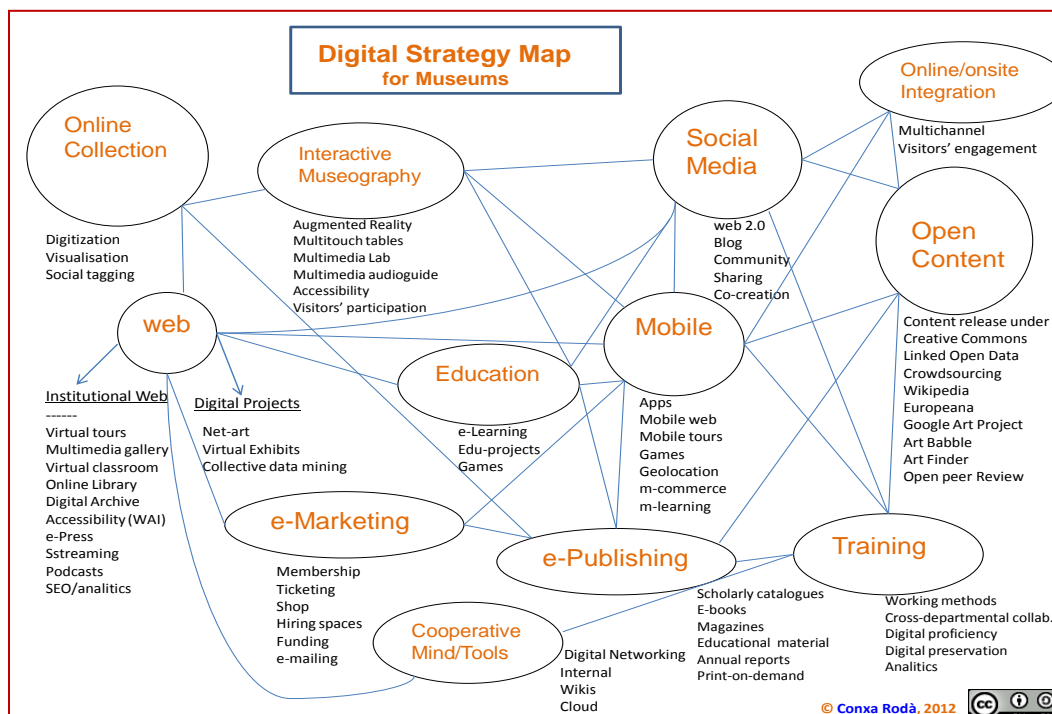 Digital Strategy Map
for Museums
Online
Collection
Digitization
Visualisation
Social tagging
Interactive
Museography
Augmented Reality
Multitouch tables
Multimedia Lab
Multimedia audioguide
Accessibility
Visitors' participation
Social
Media
web 2.0
Blog
Community
Sharing
Co-creation
Online/onsite
Integration
Multichannel
Visitors' engagement
Open
Content
Content release under
Creative Commons
Linked Open Data
Crowdsourcing
Wikipedia
Europeana
Google Art Project
Art Babble
Art Finder
Open peer Review
web
Institutional Web
------
Virtual tours
Multimedia gallery
Virtual classroom
Online Library
Digital Archive
Accessibility (WAI)
e-Press
Sstreaming
Podcasts
SEO/analitics
Digital Projects
Net-art
Virtual Exhibits
Collective data mining
Education
e-Learning
Edu-projects
Games
Mobile
Apps
Mobile web
Mobile tours
Games
Geolocation
m-commerce
m-learning
e-Marketing
Membership
Ticketing
Shop
Hiring spaces
Funding
e-mailing
e-Publishing
Scholarly catalogues
E-books
Magazines
Educational material
Annual reports
Print-on-demand
Training
Working methods
Cross-departmental collab.
Digital proficiency
Digital preservation
Analitics
Cooperative
Mind/Tools
Digital Networking
Internal
Wikis
Cloud
© Conxa Rodà, 2012
cc